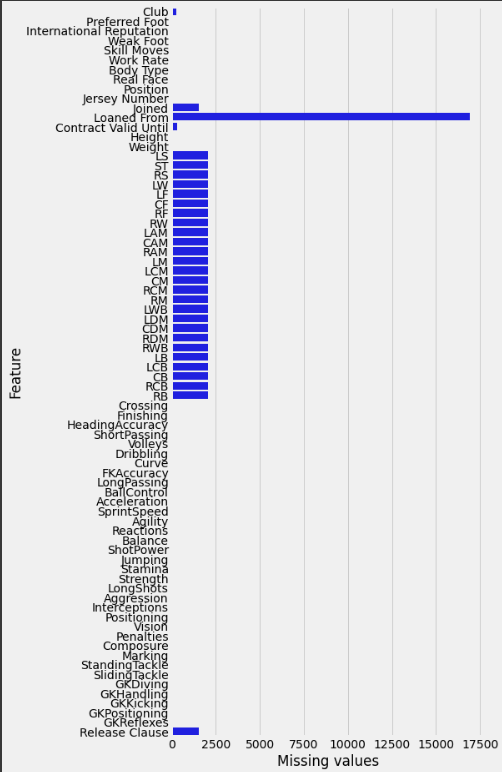 Club
Preferred Foot
International Reputation
Weak Foot
Skill Moves
Work Rate
Body Type
Real Face
Position
Jersey Number
Joined
Loaned From
Contract Valid Until
Height
Weight
LS
ST
RS
LW
LF
CF
RF
RW
LAM
CAM
RAM
LM
LCM
CM
RCM
RM
LWB
LDM
CDM
RDM
RWB
LB
LCB
CB
RCB
RB
Crossing
Finishing
HeadingAccuracy
ShortPassing
Volleys
Dribbling
Curve
FKAccuracy
LongPassing
BallControl
Acceleration
SprintSpeed
Agility
Reactions
Balance
ShotPower
Jumping
Stamina
Strength
LongShots
Aggression
Interceptions
Positioning
Vision
Penalties
Composure
Marking
StandingTackle
SlidingTackle
GKDiving
GKHandling
GKKicking
GKPositioning
GKReflexes
Release Clause
Feature
0 2500 5000 7500 10000 12500 15000 17500
Missing values